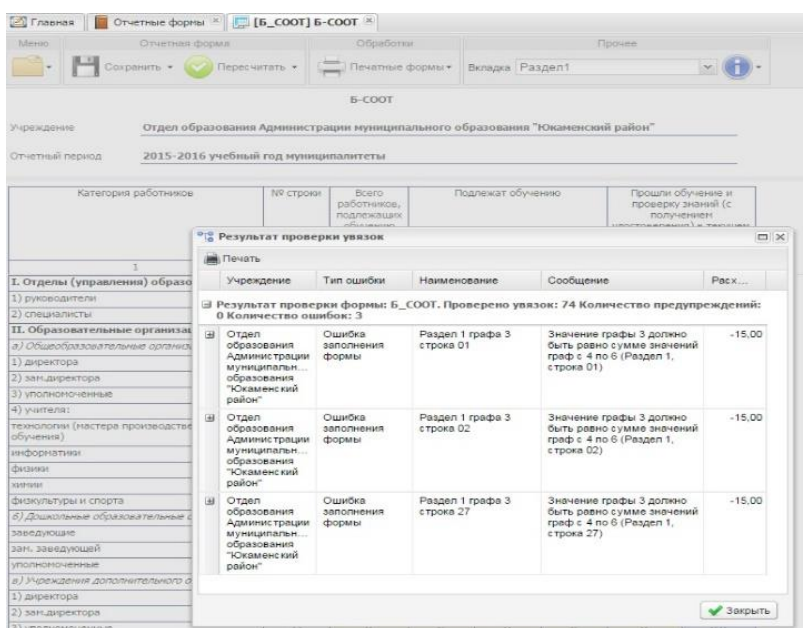 Главная Отчетные формы [Б_СООТ] Б-СООТ
Меню Отчетная форма Обработки Прочее
Сохранить Пересчитать Печатные формы Вкладка Раздел1
Б-СООТ
Учреждение Отдел образования Администрации муниципального образования "Юкаменский район"
Отчетный период 2015-2016 учебный год муниципалитеты
Категория работников № строки Всего Подлежат обучению Прошли обучение и
работников, проверку знаний (с
подлежащих получением
Результат проверки увязок
Печать
Учреждение Тип ошибки Наименование Сообщение Расх...
Результат проверки формы: Б_СООТ. Проверено увязок: 74 Количество предупреждений:
0 Количество ошибок: 3
Отдел Ошибка Раздел 1 графа 3 Значение графы 3 должно -15,00
образования заполнения строка 01 быть равно сумме значений
Администрации формы граф с 4 по 6 (Раздел 1,
муниципальн... строка 01)
образования
"Юкаменский
район"
Отдел Ошибка Раздел 1 графа 3 Значение графы 3 должно -15,00
образования заполнения строка 02 быть равно сумме значений
Администрации формы граф с 4 по 6 (Раздел 1,
муниципальн... строка 02)
образования
"Юкаменский
район"
Отдел Ошибка Раздел 1 графа 3 Значение графы 3 должно -15,00
образования заполнения строка 27 быть равно сумме значений
Администрации формы граф с 4 по 6 (Раздел 1,
муниципальн... строка 27)
образования
"Юкаменский
район"
Закрыть
1
I. Отделы (управления) образо
1) руководители
2) специалисты
II. Образовательные организац
а) Общеобразовательные организ
1) директора
2) зам.директора
3) уполномоченные
4) учителя:
технологии (мастера производстве
обучения)
информатики
физики
химии
физкультуры и спорта
б) Дошкольные образовательные о
заведующие
зам. заведующей
уполномоченные
в) Учреждения дополнительного о
1) директора
2) зам.директора